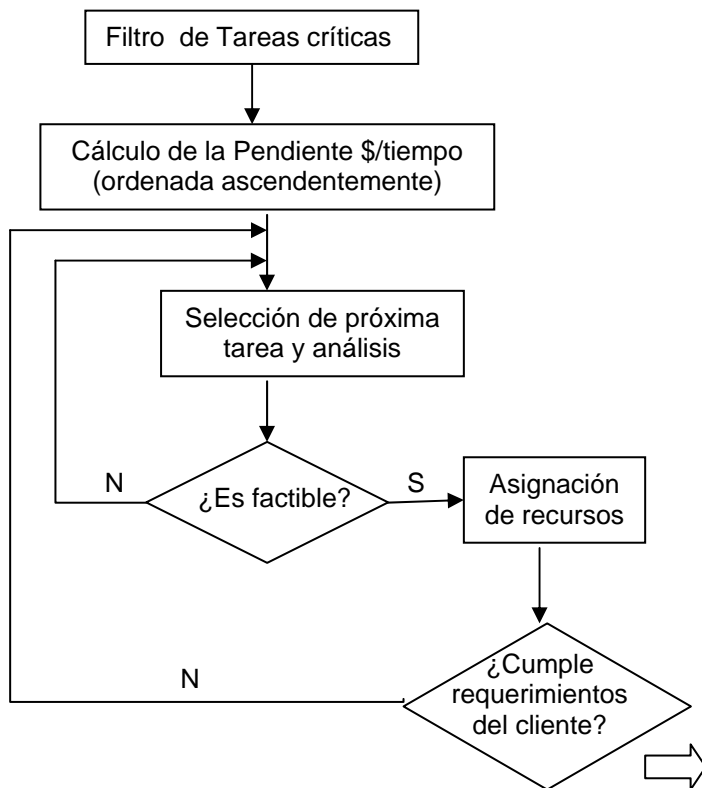 Filtro de Tareas críticas
Cálculo de la Pendiente $/tiempo
(ordenada ascendentemente)
Selección de próxima
tarea y análisis
N
¿Es factible?
S
Asignación
de recursos
N
¿Cumple
requerimientos
del cliente?